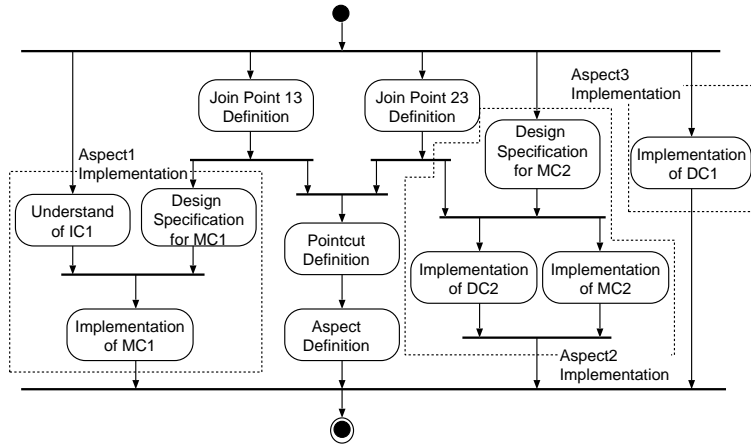 Aspect3
Implementation
Join Point 13
Definition
Join Point 23
Definition
Design
Specification
for MC2
Implementation
of DC1
Aspect1
Implementation
Understand
of IC1
Design
Specification
for MC1
Pointcut
Definition
Implementation
of DC2
Implementation
of MC2
Implementation
of MC1
Aspect
Definition
Aspect2
Implementation